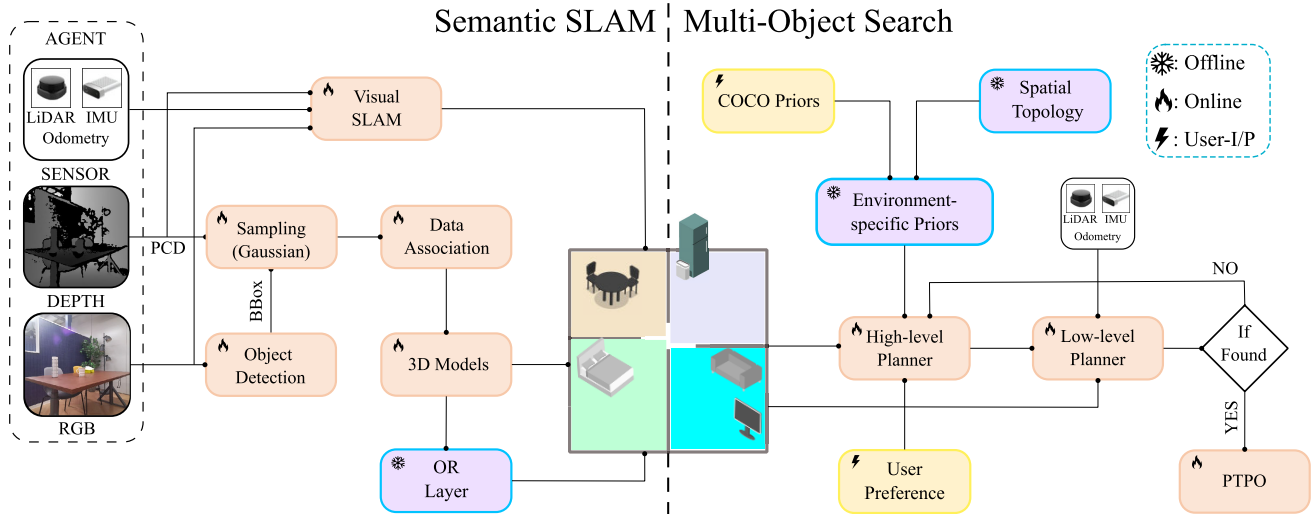 Semantic SLAM
Multi-Object Search
AGENT
LiDAR
IMU
Odometry
SENSOR
DEPTH
RGB
PCD
BBox
Visual
SLAM
Sampling
(Gaussian)
Data
Association
Object
Detection
3D Models
OR
Layer
COCO Priors
Spatial
Topology
: Offline
: Online
: User-I/P
Environment-
specific Priors
LiDAR
IMU
Odometry
High-level
Planner
Low-level
Planner
NO
If
Found
YES
User
Preference
PTPO